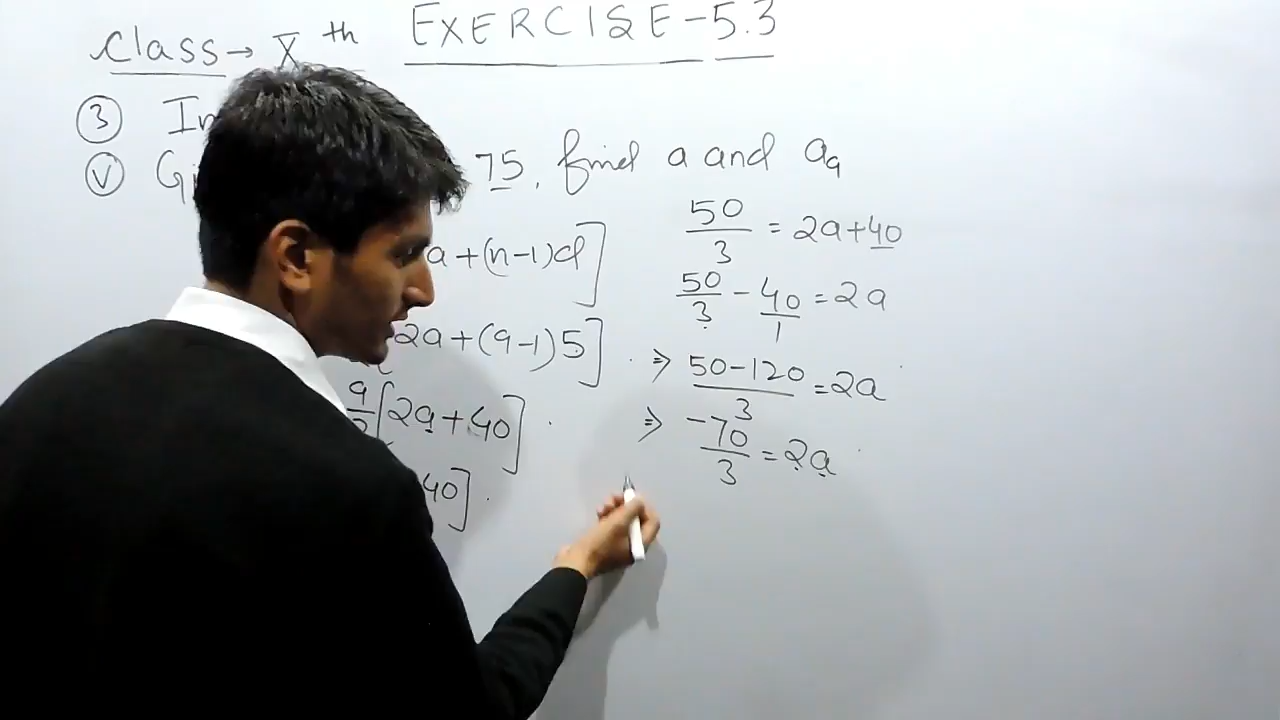 Class → Xth EXERCISE-5.3
③ In
ⓥ Gi 75, find a and a₉
a+(n-1)d]
2a+(9-1)5]
9/2[2a+40]
40]
50/3 = 2a+40
50/3 - 40/1 = 2a
⇒ 50-120/3 = 2a
⇒ -70/3 = 2a